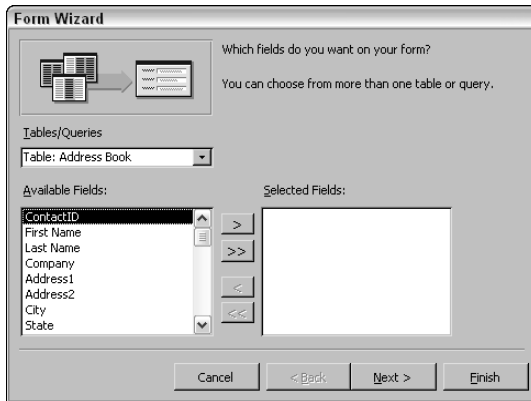 Form Wizard
Which fields do you want on your form?
You can choose from more than one table or query.
Tables/Queries
Table: Address Book
Available Fields:
Selected Fields:
ContactID
First Name
Last Name
Company
Address1
Address2
City
State
>
>>
<
<<
Cancel
< Back
Next >
Finish